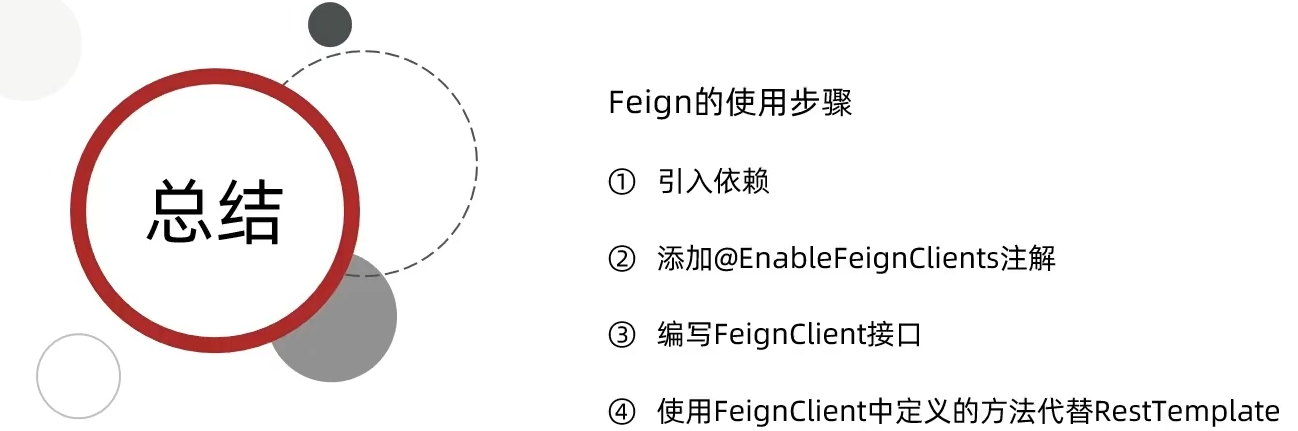 总结
Feign的使用步骤
① 引入依赖
② 添加@EnableFeignClients注解
③ 编写FeignClient接口
④ 使用FeignClient中定义的方法代替RestTemplate